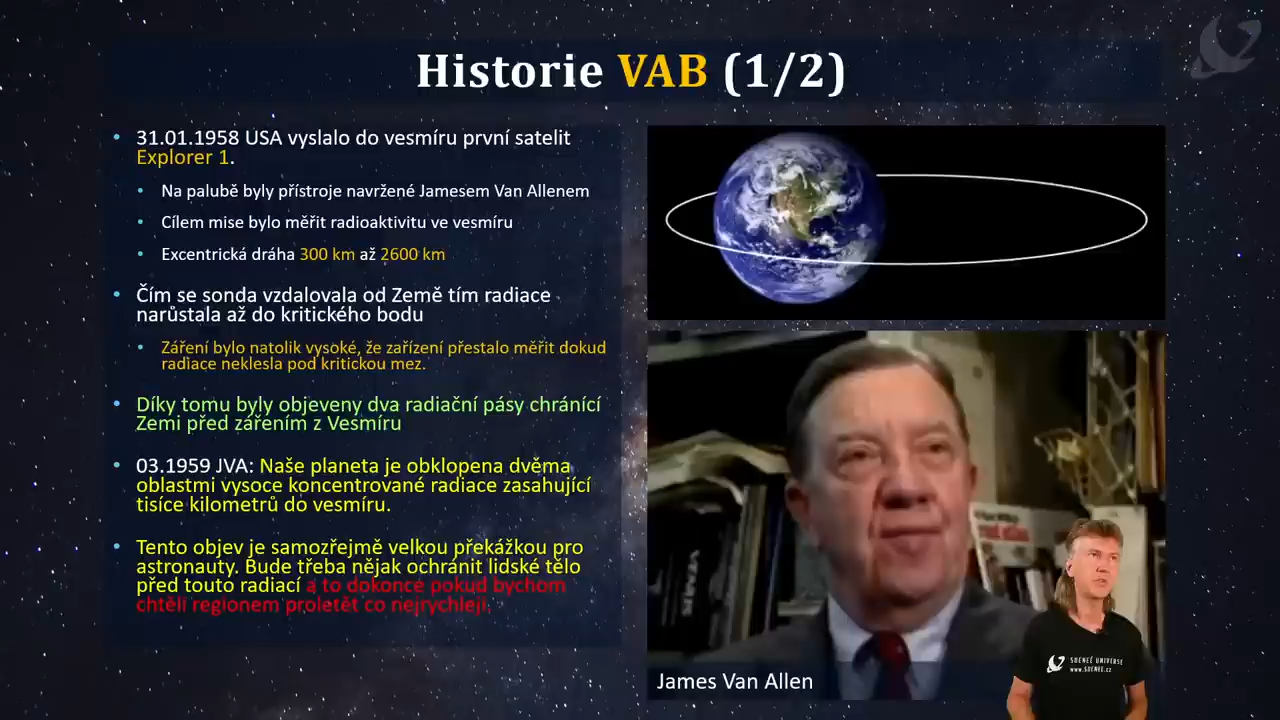 Historie VAB (1/2)
31.01.1958 USA vyslalo do vesmíru první satelit
Explorer 1.
Na palubě byly přístroje navržené Jamesem Van Allenem
Cílem mise bylo měřit radioaktivitu ve vesmíru
Excentrická dráha 300 km až 2600 km
Čím se sonda vzdalovala od Země tím radiace
narůstala až do kritického bodu
Záření bylo natolik vysoké, že zařízení přestalo měřit dokud
radiace neklesla pod kritickou mez.
Díky tomu byly objeveny dva radiační pásy chránící
Zemi před zářením z Vesmíru
03.1959 JVA: Naše planeta je obklopena dvěma
oblastmi vysoce koncentrované radiace zasahující
tisíce kilometrů do vesmíru.
Tento objev je samozřejmě velkou překážkou pro
astronauty. Bude třeba nějak ochránit lidské tělo
před touto radiací a to dokonce pokud bychom
chtěli regionem proletět co nejrychleji.
James Van Allen
SDENEC UNIVERSE
www.SDENEC.cz